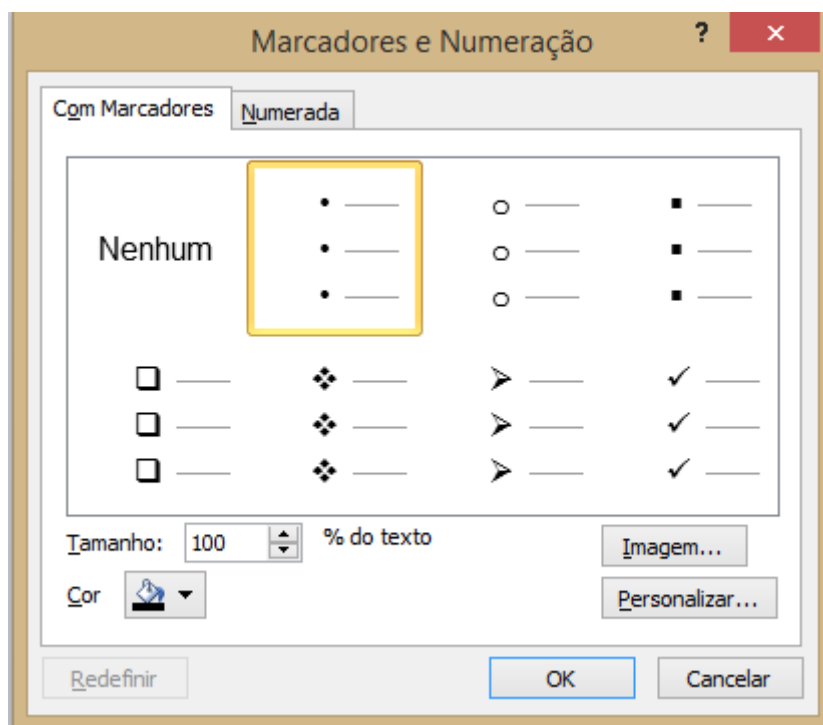 Marcadores e Numeração
?
Com Marcadores
Numerada
Nenhum
Tamanho: 100 % do texto
Imagem...
Cor
Personalizar...
Redefinir
OK
Cancelar